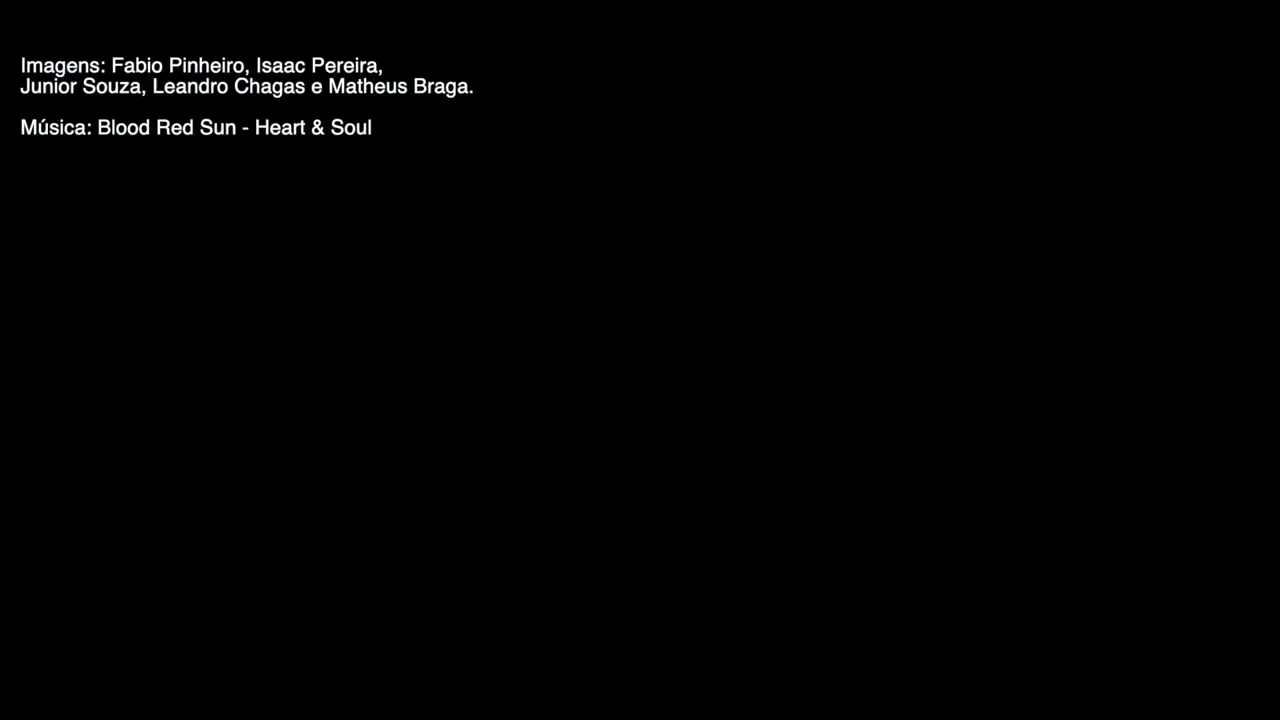 Imagens: Fabio Pinheiro, Isaac Pereira,
Junior Souza, Leandro Chagas e Matheus Braga.
Música: Blood Red Sun - Heart & Soul